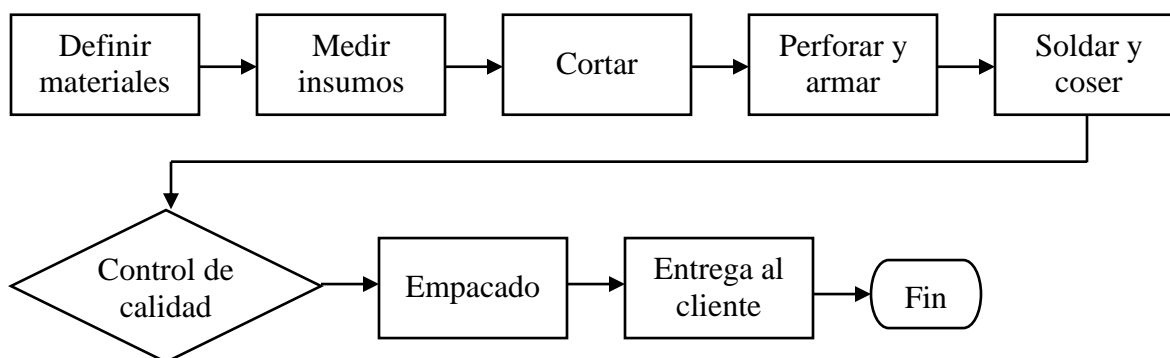 Definir
materiales
Medir
insumos
Cortar
Perforar y
armar
Soldar y
coser
Control de
calidad
Empacado
Entrega al
cliente
Fin